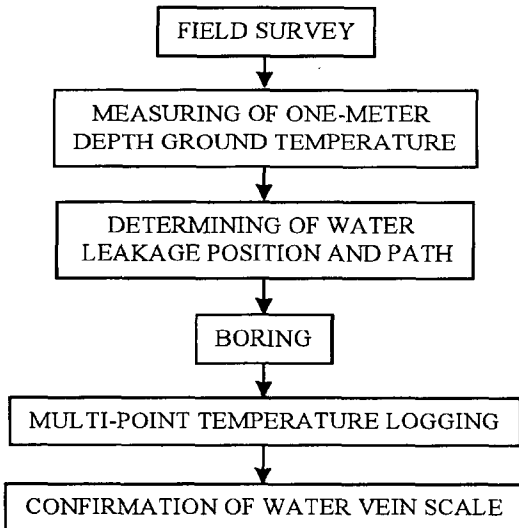 FIELD SURVEY
MEASURING OF ONE-METER
DEPTH GROUND TEMPERATURE
DETERMINING OF WATER
LEAKAGE POSITION AND PATH
BORING
MULTI-POINT TEMPERATURE LOGGING
CONFIRMATION OF WATER VEIN SCALE